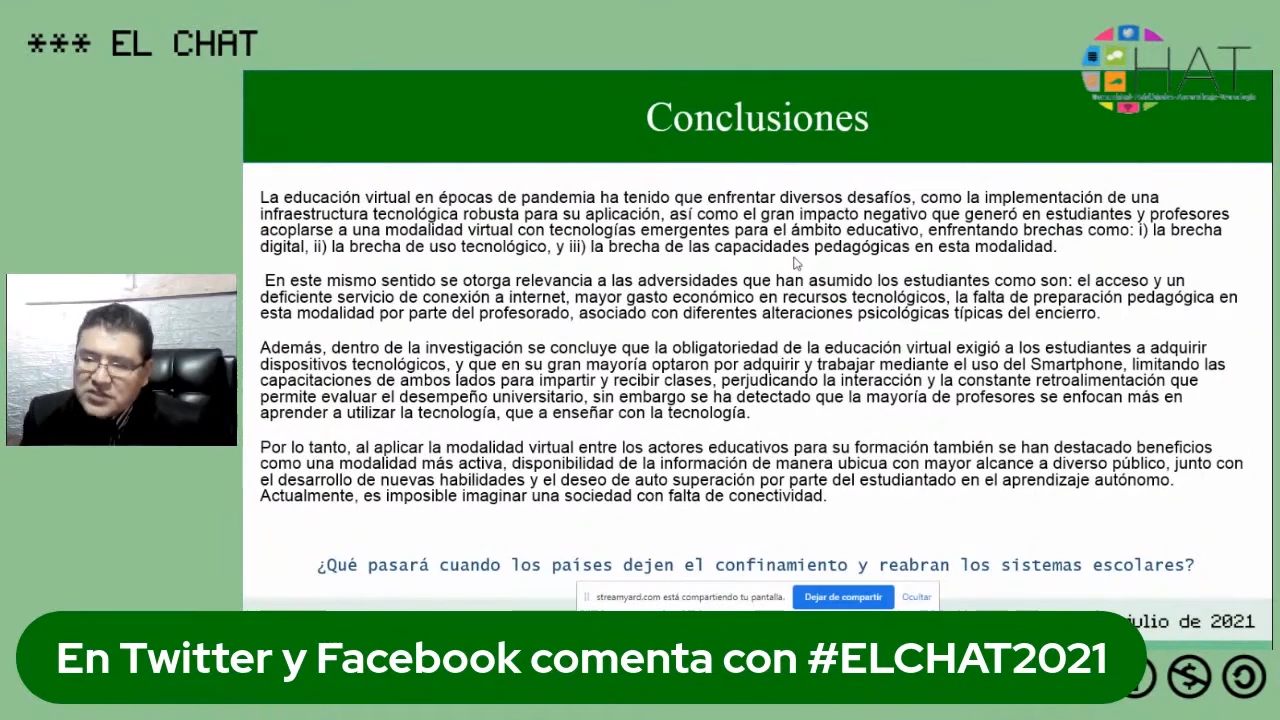 *** EL CHAT
HAT
Conclusiones
La educación virtual en épocas de pandemia ha tenido que enfrentar diversos desafíos, como la implementación de una
infraestructura tecnológica robusta para su aplicación, así como el gran impacto negativo que generó en estudiantes y profesores
acoplarse a una modalidad virtual con tecnologías emergentes para el ámbito educativo, enfrentando brechas como: i) la brecha
digital, ii) la brecha de uso tecnológico, y iii) la brecha de las capacidades pedagógicas en esta modalidad.
En este mismo sentido se otorga relevancia a las adversidades que han asumido los estudiantes como son: el acceso y un
deficiente servicio de conexión a internet, mayor gasto económico en recursos tecnológicos, la falta de preparación pedagógica en
esta modalidad por parte del profesorado, asociado con diferentes alteraciones psicológicas típicas del encierro.
Además, dentro de la investigación se concluye que la obligatoriedad de la educación virtual exigió a los estudiantes a adquirir
dispositivos tecnológicos, y que en su gran mayoría optaron por adquirir y trabajar mediante el uso del Smartphone, limitando las
capacitaciones de ambos lados para impartir y recibir clases, perjudicando la interacción y la constante retroalimentación que
permite evaluar el desempeño universitario, sin embargo se ha detectado que la mayoría de profesores se enfocan más en
aprender a utilizar la tecnología, que a enseñar con la tecnología.
Por lo tanto, al aplicar la modalidad virtual entre los actores educativos para su formación también se han destacado beneficios
como una modalidad más activa, disponibilidad de la información de manera ubicua con mayor alcance a diverso público, junto con
el desarrollo de nuevas habilidades y el deseo de auto superación por parte del estudiantado en el aprendizaje autónomo.
Actualmente, es imposible imaginar una sociedad con falta de conectividad.
¿Qué pasará cuando los países dejen el confinamiento y reabran los sistemas escolares?
streamyard.com está compartiendo tu pantalla. Dejar de compartir Ocultar
julio de 2021
En Twitter y Facebook comenta con #ELCHAT2021